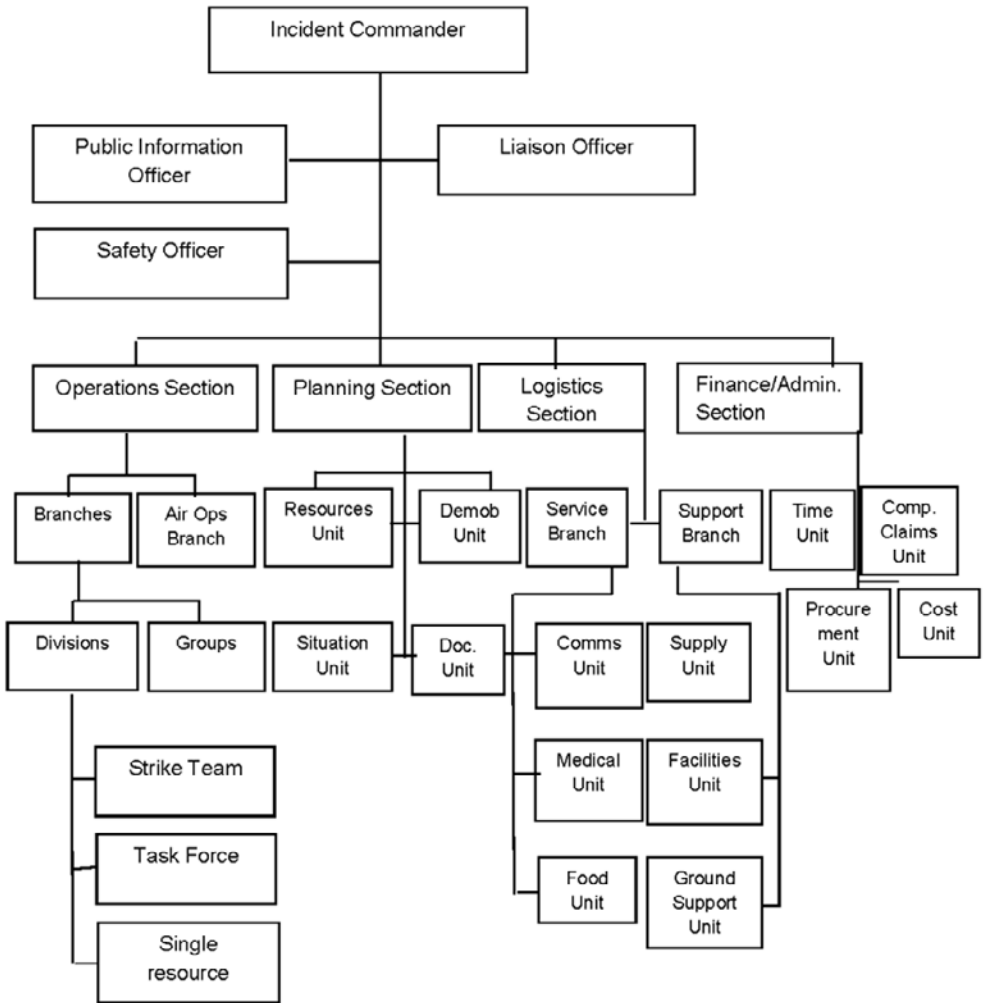 Incident Commander
Public Information
Officer
Liaison Officer
Safety Officer
Operations Section
Planning Section
Logistics
Section
Finance/Admin.
Section
Branches
Air Ops
Branch
Resources
Unit
Demob
Unit
Service
Branch
Support
Branch
Time
Unit
Comp.
Claims
Unit
Divisions
Groups
Situation
Unit
Doc.
Unit
Comms
Unit
Supply
Unit
Procure
ment
Unit
Cost
Unit
Strike Team
Medical
Unit
Facilities
Unit
Task Force
Food
Unit
Ground
Support
Unit
Single
resource